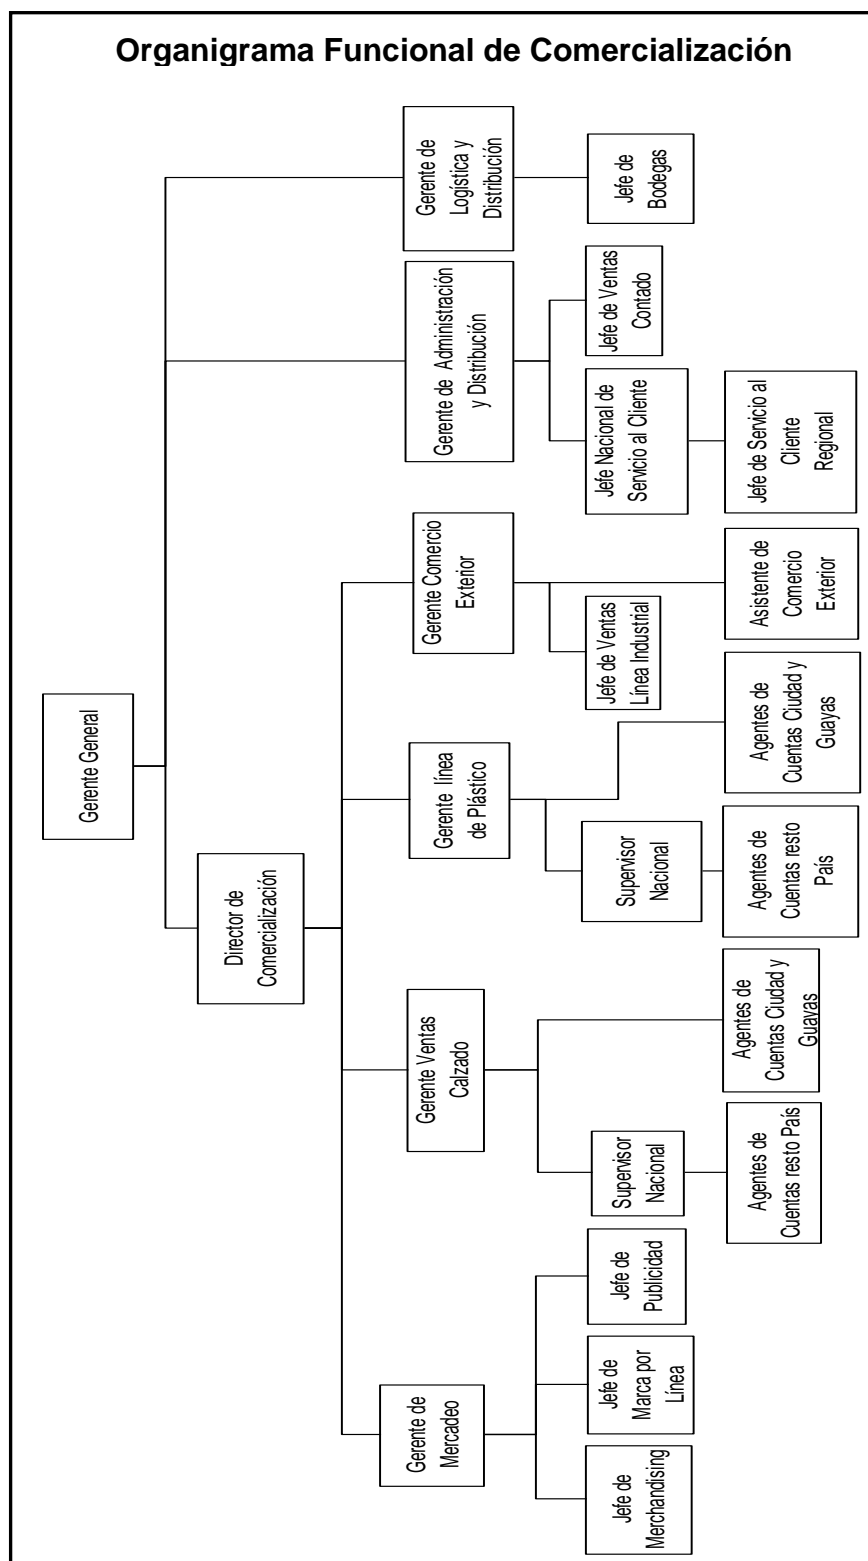 Organigrama Funcional de Comercialización
Gerente General
Director de
Comercialización
Gerente de
Mercadeo
Gerente Ventas
Calzado
Gerente línea
de Plástico
Gerente Comercio
Exterior
Gerente de Administración
y Distribución
Gerente de
Logística y
Distribución
Jefe de
Merchandising
Jefe de
Marca por
Línea
Jefe de
Publicidad
Supervisor
Nacional
Supervisor
Nacional
Jefe de Ventas
Línea Industrial
Jefe Nacional de
Servicio al Cliente
Jefe de Ventas
Contado
Jefe de
Bodegas
Agentes de
Cuentas resto País
Agentes de
Cuentas Ciudad y
Guayas
Agentes de
Cuentas resto
País
Agentes de
Cuentas Ciudad y
Guayas
Asistente de
Comercio
Exterior
Jefe de Servicio al
Cliente
Regional